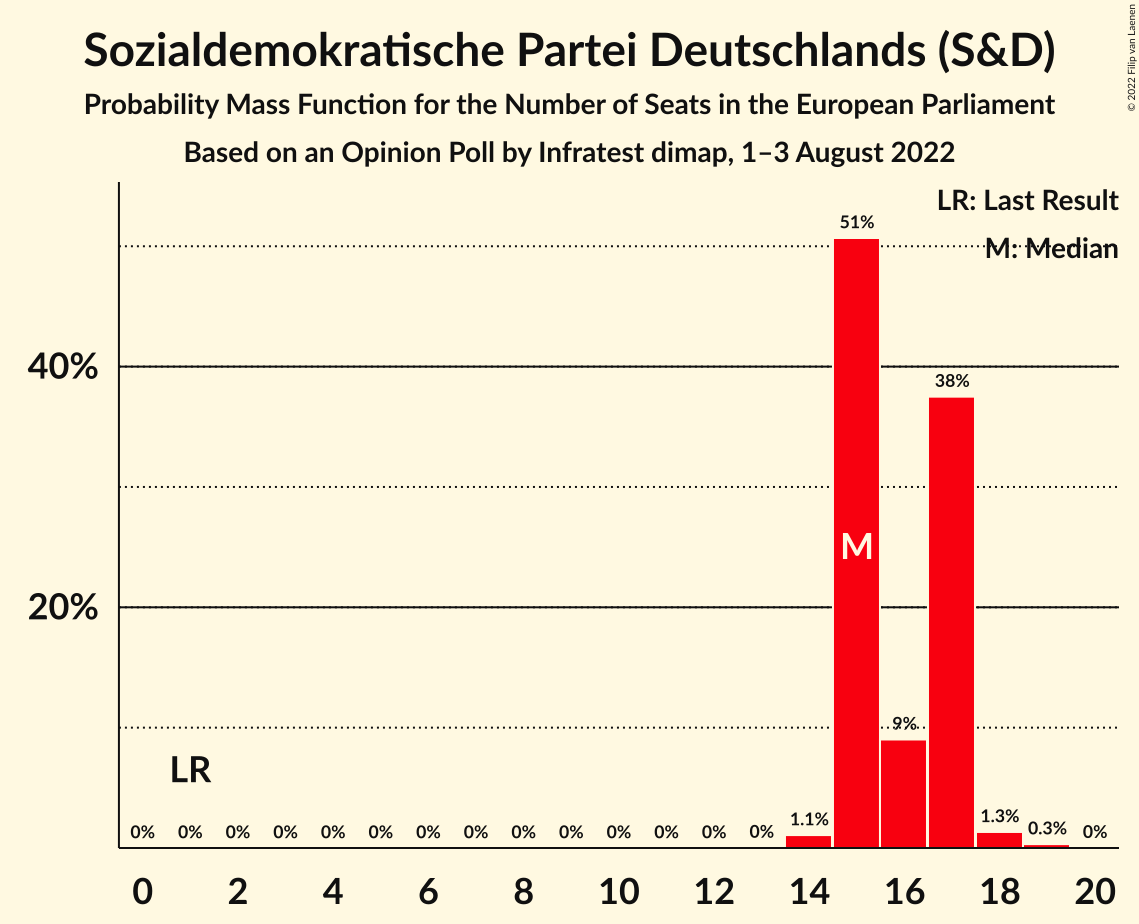 Sozialdemokratische Partei Deutschlands (S&D)
Probability Mass Function for the Number of Seats in the European Parliament
Based on an Opinion Poll by Infratest dimap, 1–3 August 2022
© 2022 Filip van Laenen
LR: Last Result
M: Median
51%
40%
38%
M
20%
9%
LR
0% 0% 0% 0% 0% 0% 0% 0% 0% 0% 0% 0% 0% 0% 1.1% 1.3% 0.3% 0%
0 2 4 6 8 10 12 14 16 18 20